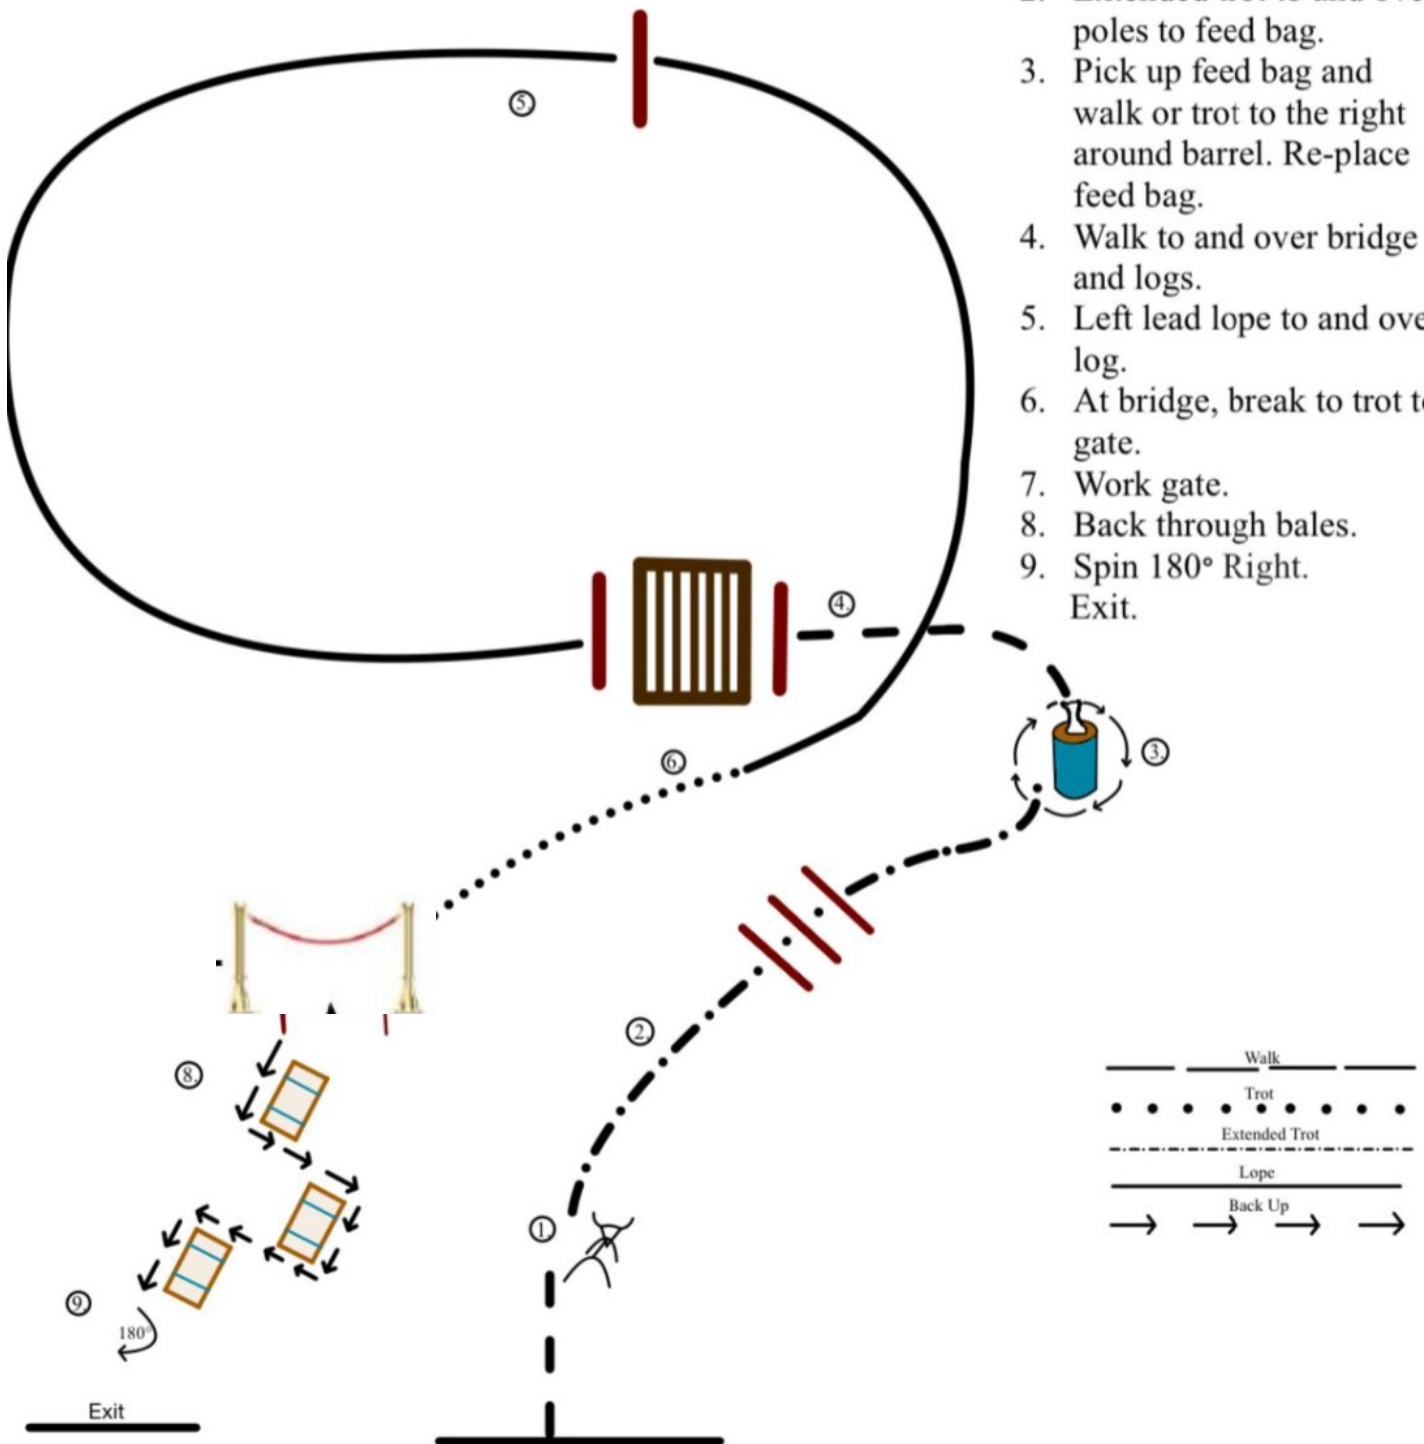 poles to feed bag.
3. Pick up feed bag and
walk or trot to the right
around barrel. Re-place
feed bag.
4. Walk to and over bridge
and logs.
5. Left lead lope to and ove
log.
6. At bridge, break to trot t
gate.
7. Work gate.
8. Back through bales.
9. Spin 180° Right.
Exit.
5.
4.
3.
6.
2.
8.
1.
9.
180°
Exit
Walk
Trot
Extended Trot
Lope
Back Up